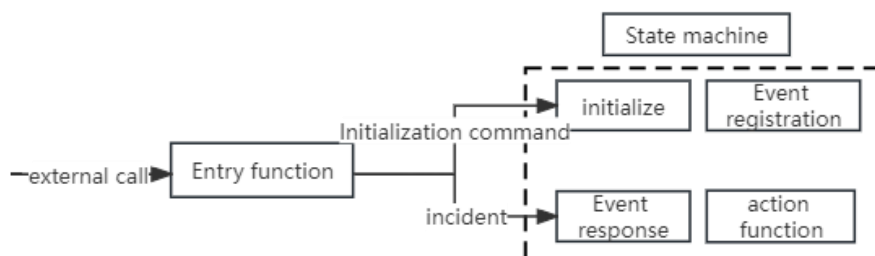 State machine
initialize
Event
registration
Initialization command
external call
Entry function
incident
Event
response
action
function